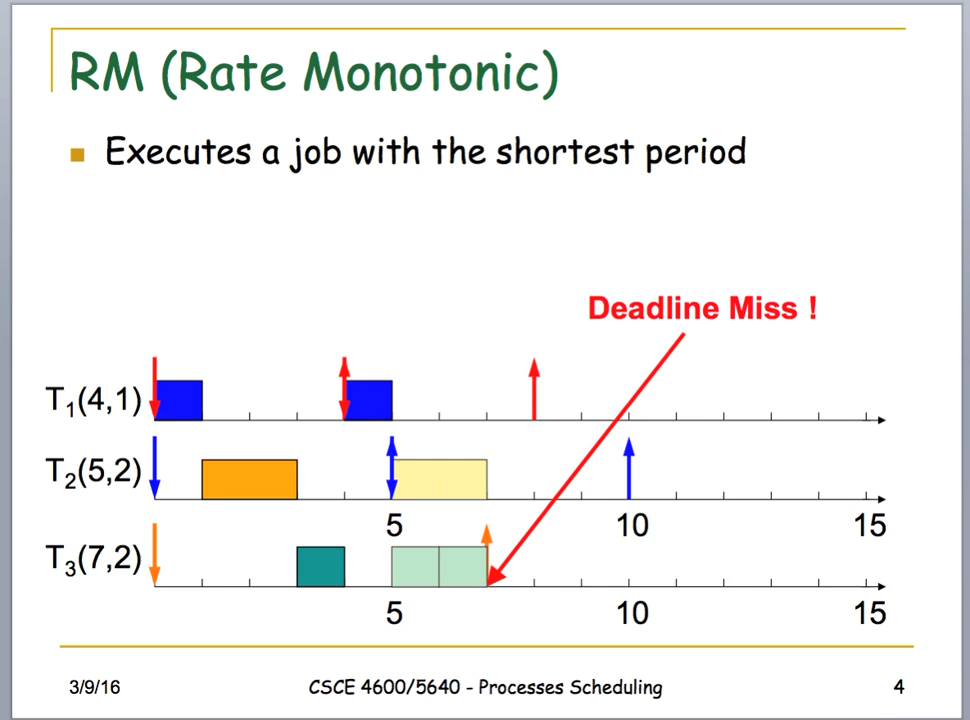 RM (Rate Monotonic)
Executes a job with the shortest period
Deadline Miss !
T1(4,1)
T2(5,2)
5 10 15
T3(7,2)
5 10 15
3/9/16 CSCE 4600/5640 - Processes Scheduling 4